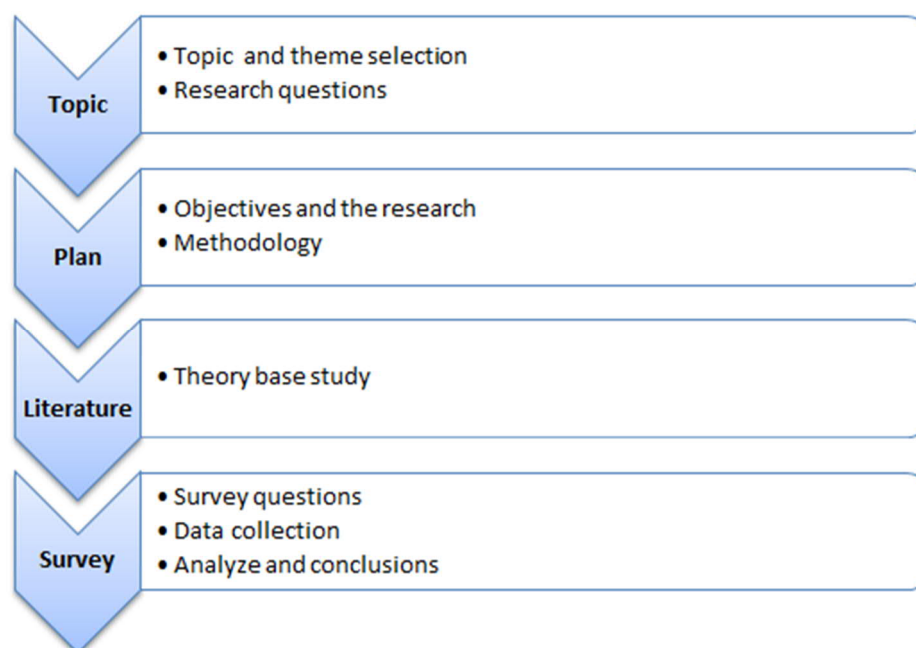 Topic
• Topic and theme selection
• Research questions
Plan
• Objectives and the research
• Methodology
Literature
• Theory base study
Survey
• Survey questions
• Data collection
• Analyze and conclusions